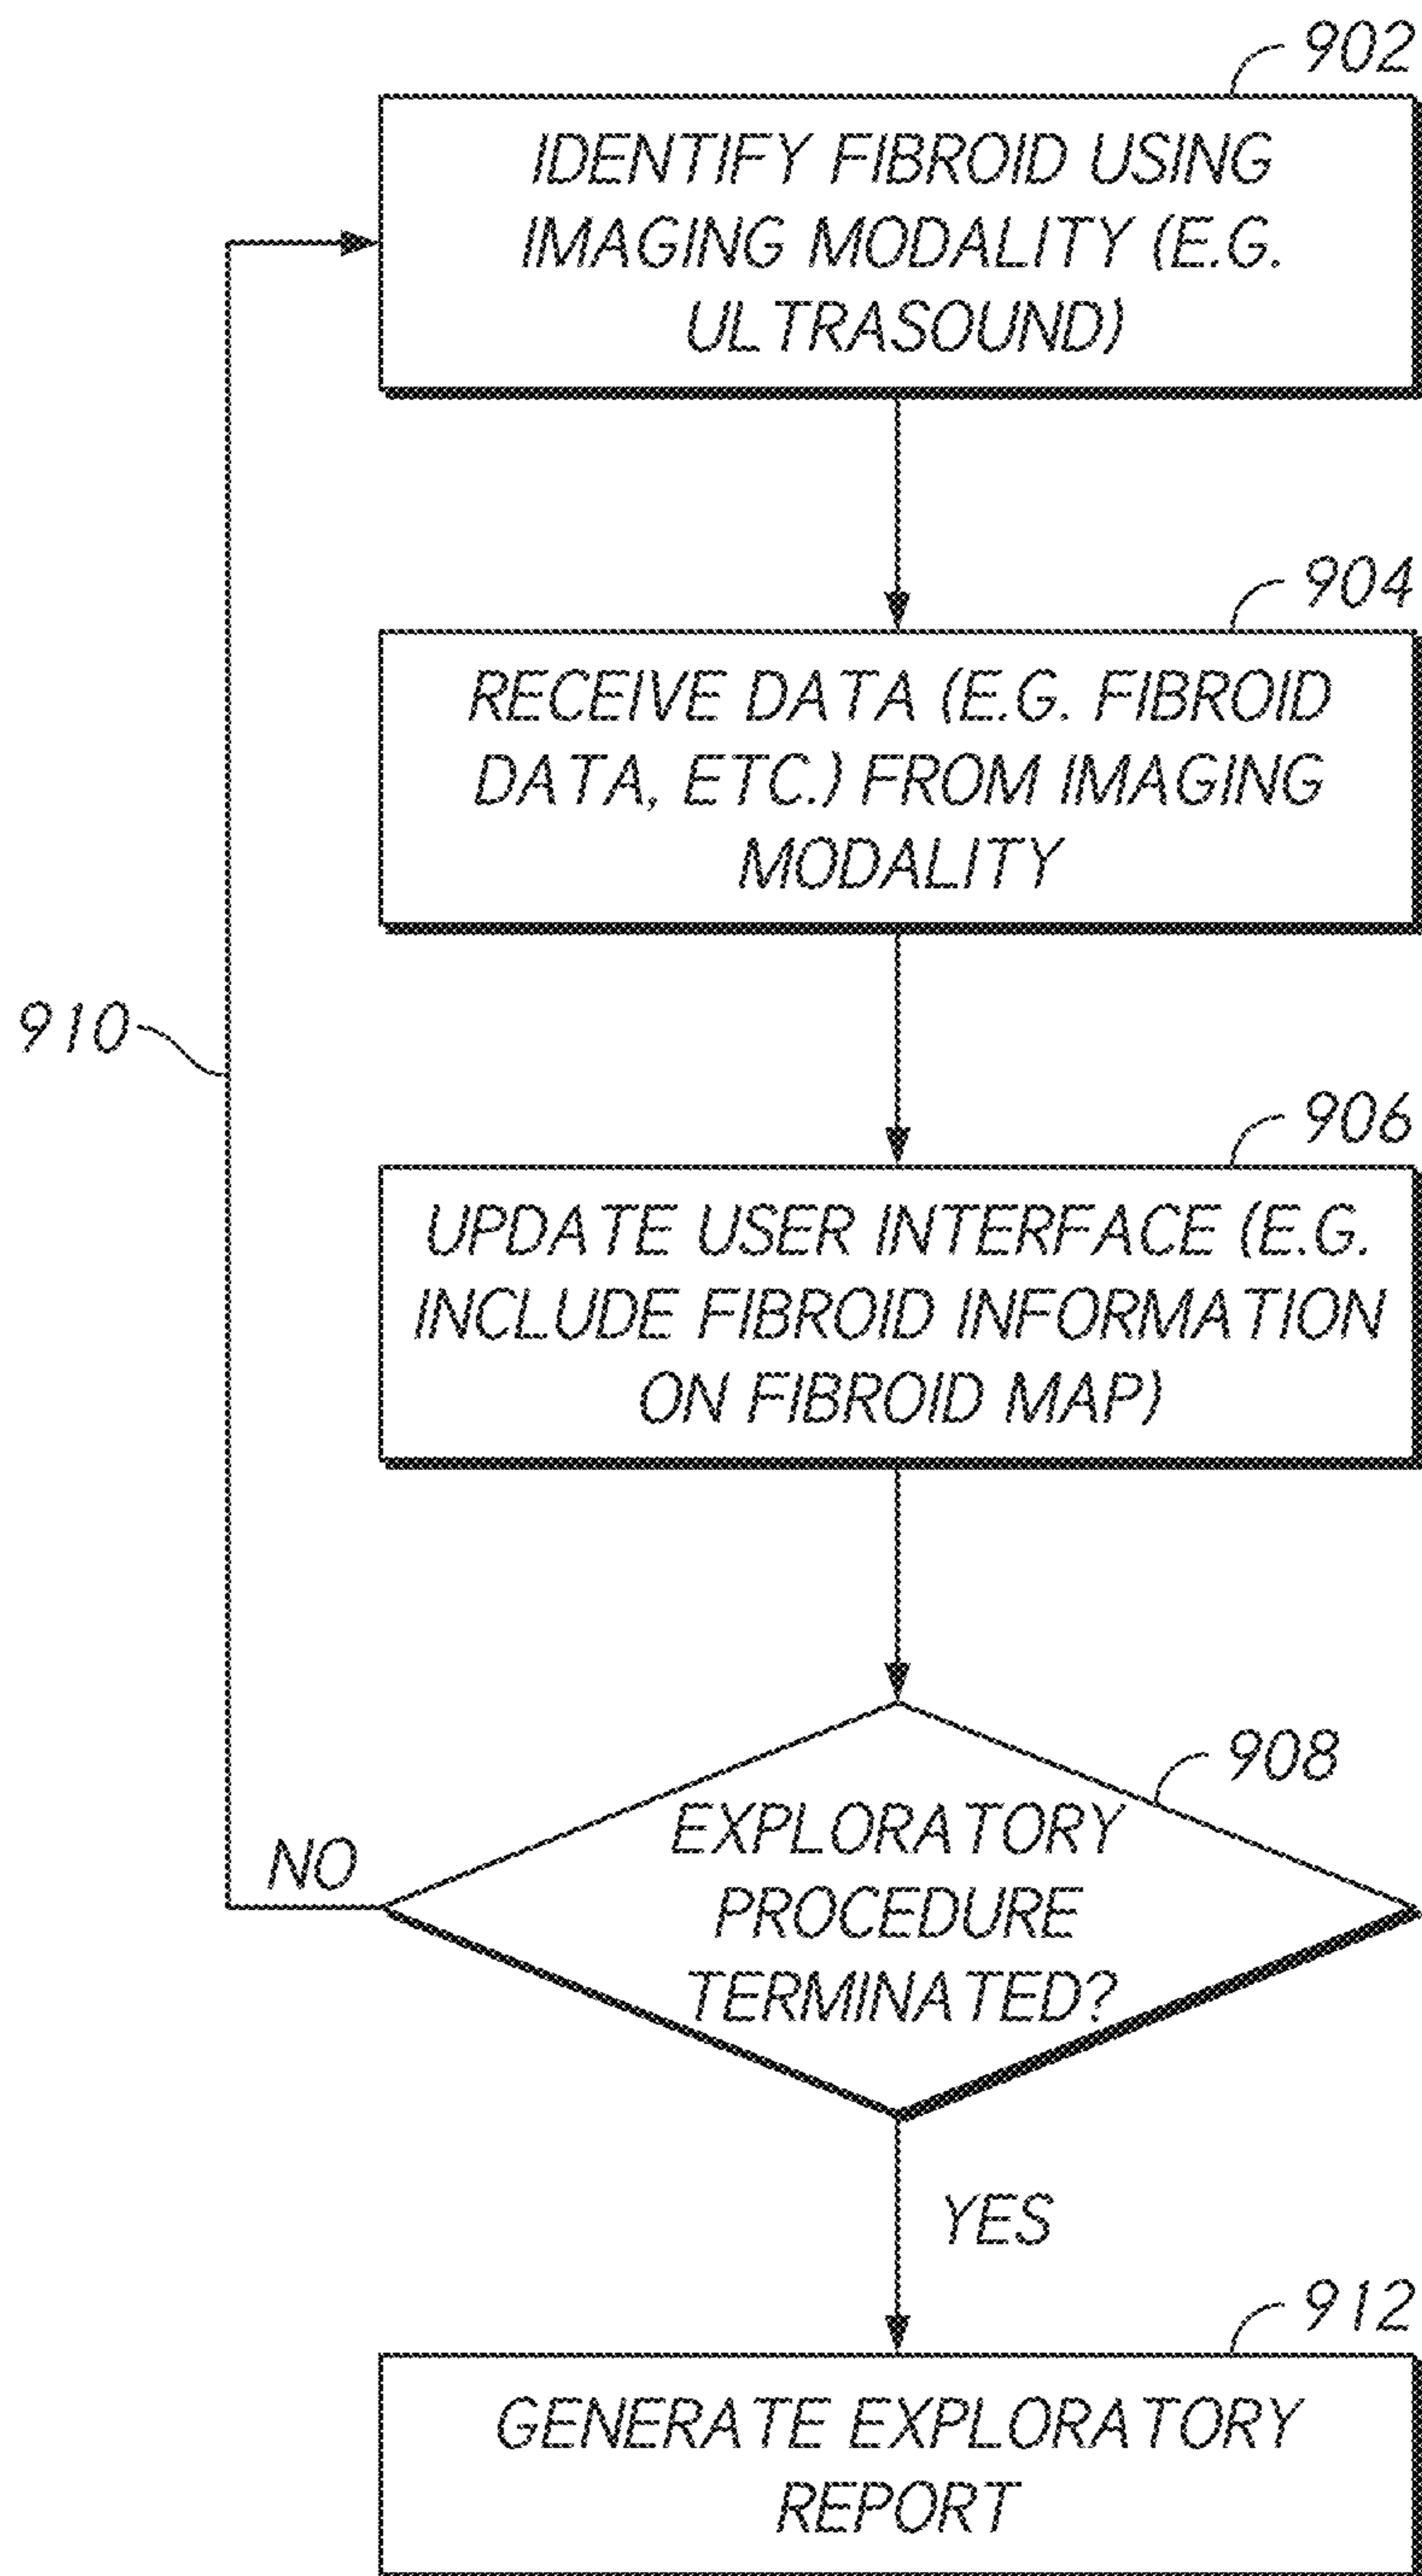 902
IDENTIFY FIBROID USING
IMAGING MODALITY (E.G.
ULTRASOUND)
904
RECEIVE DATA (E.G. FIBROID
DATA, ETC.) FROM IMAGING
MODALITY
910
906
UPDATE USER INTERFACE (E.G.
INCLUDE FIBROID INFORMATION
ON FIBROID MAP)
908
EXPLORATORY
PROCEDURE
TERMINATED?
NO
YES
912
GENERATE EXPLORATORY
REPORT